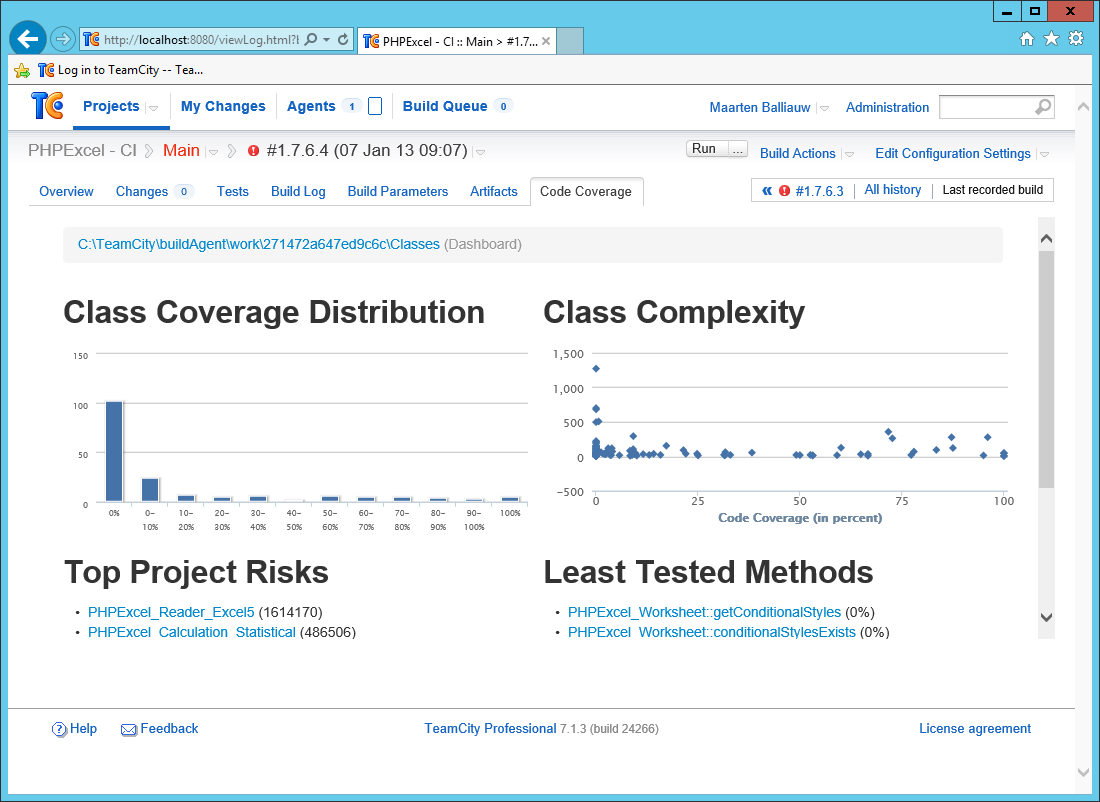 X
TC http://localhost:8080/viewLog.html?l
TC PHPExcel - CI :: Main > #1.7...
TC Log in to TeamCity -- Tea...
TC Projects My Changes Agents 1 Build Queue 0 Maarten Balliauw Administration
PHPExcel - CI Main #1.7.6.4 (07 Jan 13 09:07) Run ... Build Actions Edit Configuration Settings
Overview Changes 0 Tests Build Log Build Parameters Artifacts Code Coverage « #1.7.6.3 All history Last recorded build
C:\TeamCity\buildAgent\work\271472a647ed9c6c\Classes (Dashboard)
Class Coverage Distribution
150
100
50
0
0% 0-10% 10-20% 20-30% 30-40% 40-50% 50-60% 60-70% 70-80% 80-90% 90-100% 100%
Class Complexity
1,500
1,000
500
0
-500
0 25 50 75 100
Code Coverage (in percent)
Top Project Risks
• PHPExcel_Reader_Excel5 (1614170)
• PHPExcel_Calculation_Statistical (486506)
Least Tested Methods
• PHPExcel_Worksheet::getConditionalStyles (0%)
• PHPExcel_Worksheet::conditionalStylesExists (0%)
? Help Feedback TeamCity Professional 7.1.3 (build 24266) License agreement